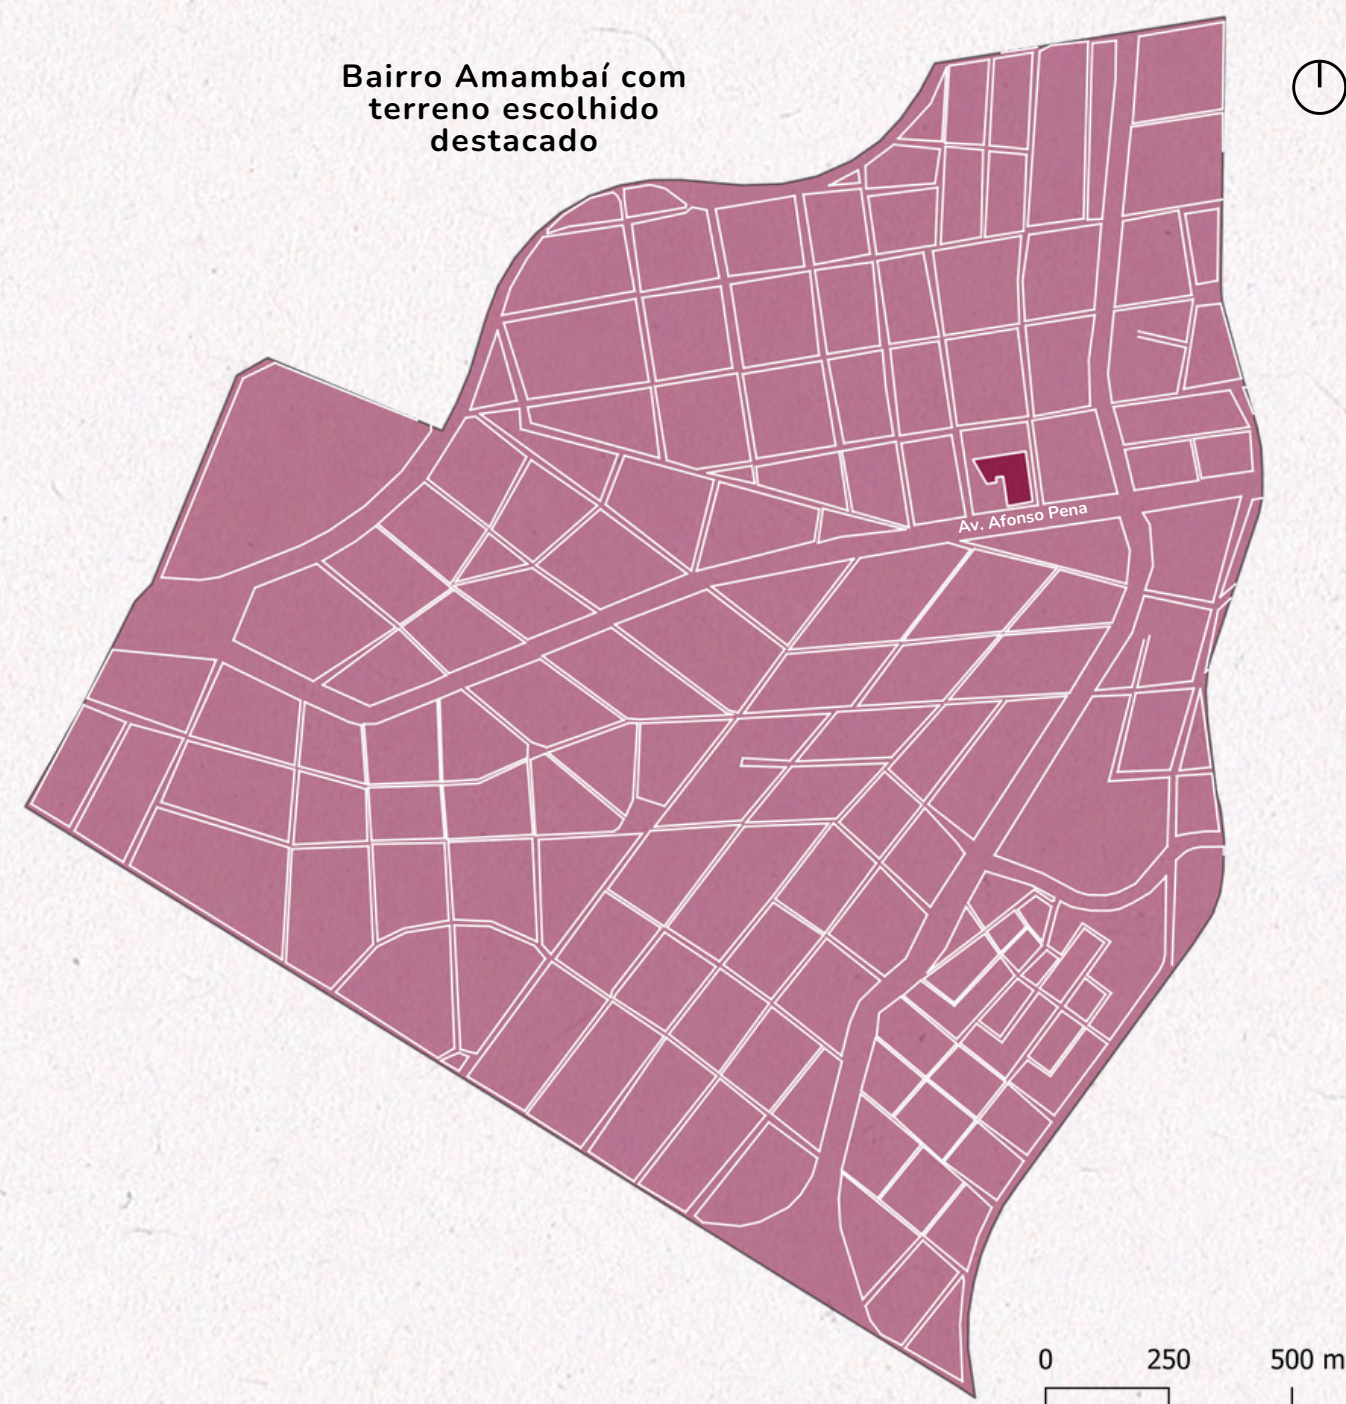 Bairro Amambaí com
terreno escolhido
destacado
Av. Afonso Pena
0 250 500 m